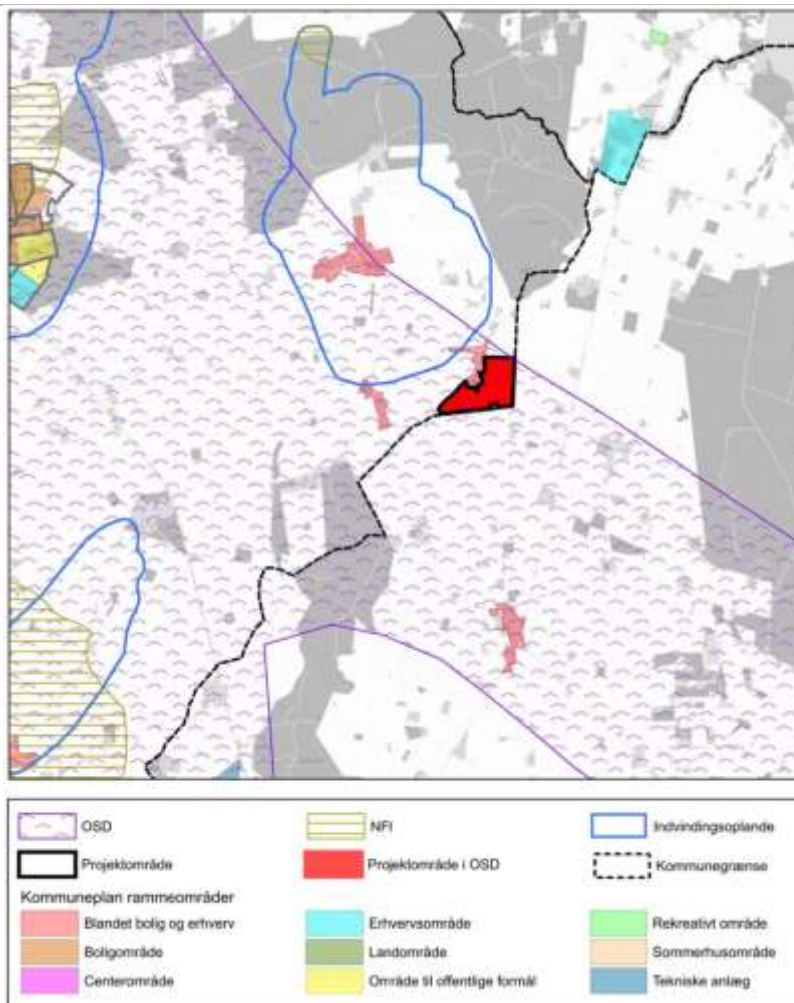 OSD
NFI
Indvindingsoplande
Projektområde
Projektområde i OSD
Kommunegrænse
Kommuneplan rammeområder
Blandet bolig og erhverv
Erhvervsområde
Rekreativt område
Boligområde
Landområde
Sommerhusområde
Centerområde
Område til offentlige formål
Tekniske anlæg